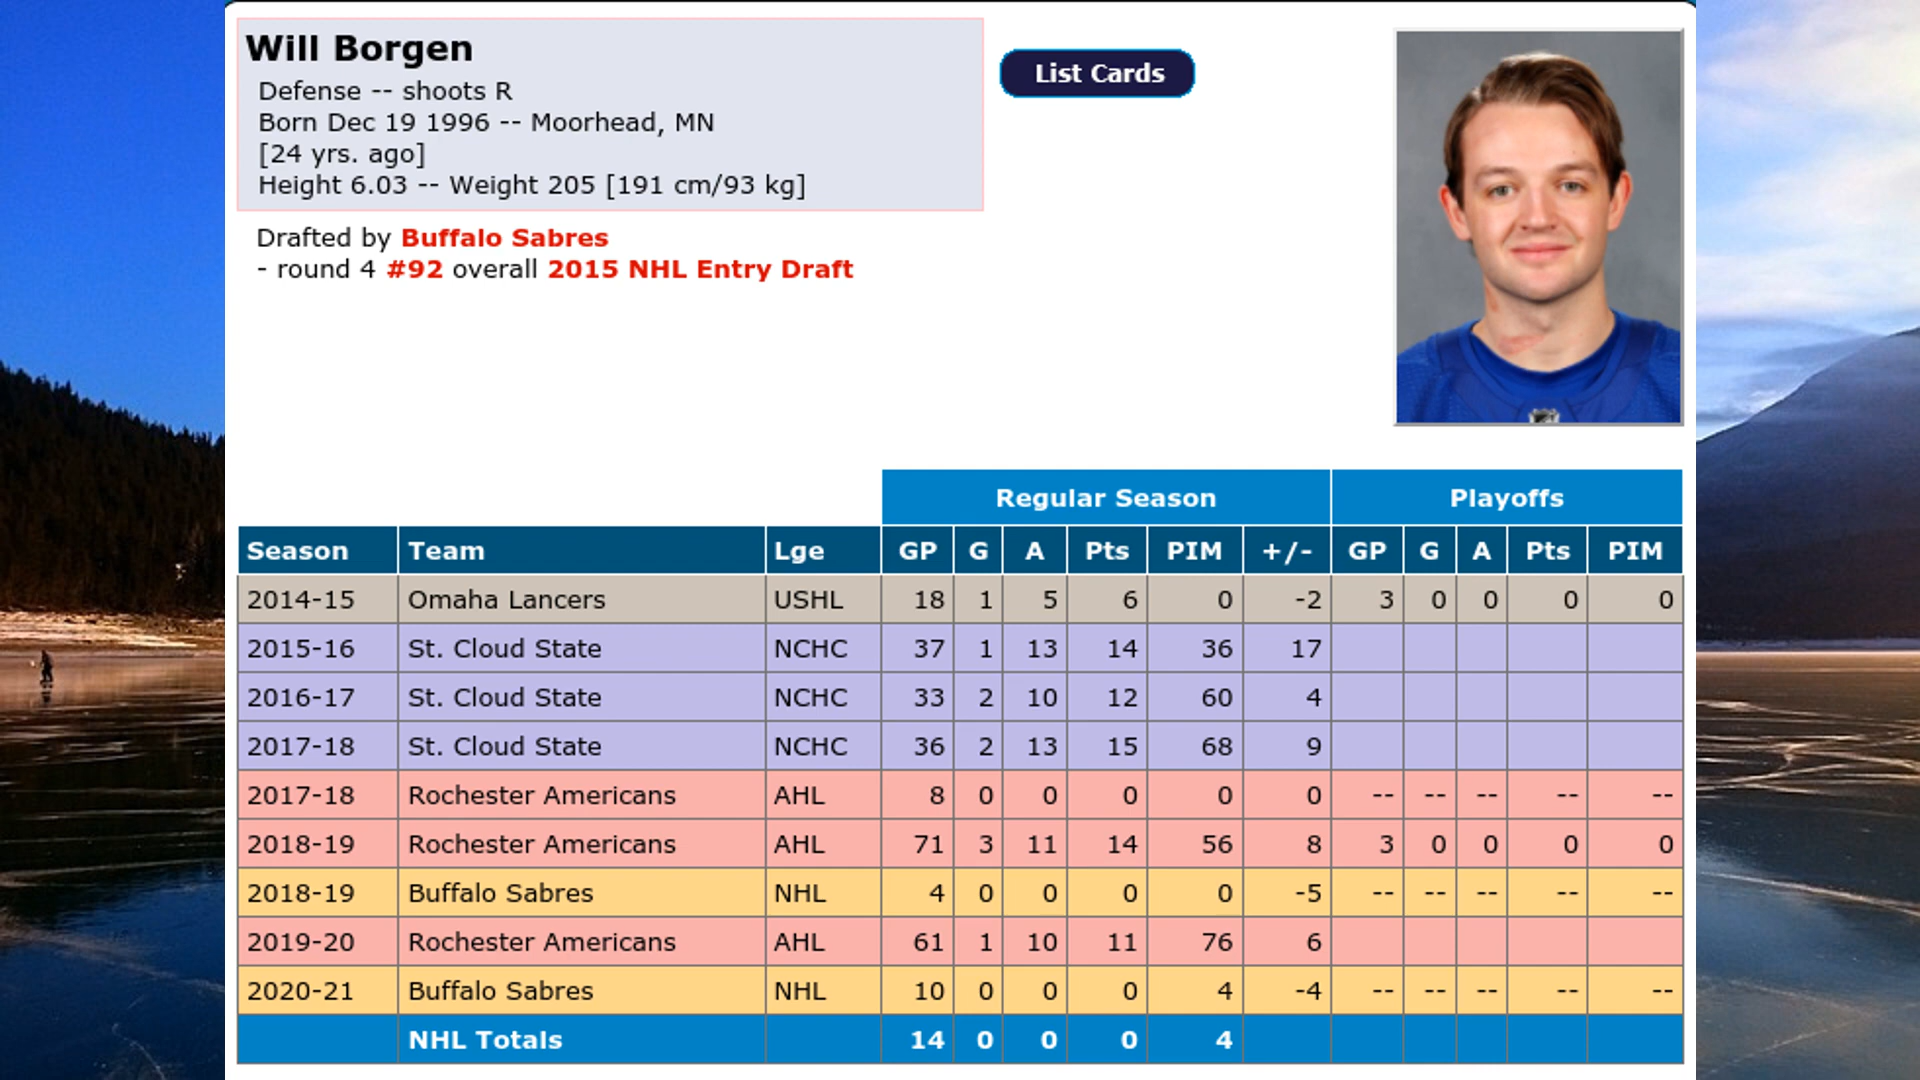 Will Borgen
Defense -- shoots R
Born Dec 19 1996 -- Moorhead, MN
[24 yrs. ago]
Height 6.03 -- Weight 205 [191 cm/93 kg]
List Cards
Drafted by Buffalo Sabres
- round 4 #92 overall 2015 NHL Entry Draft
Regular Season Playoffs
Season Team Lge GP G A Pts PIM +/- GP G A Pts PIM
2014-15 Omaha Lancers USHL 18 1 5 6 0 -2 3 0 0 0 0
2015-16 St. Cloud State NCHC 37 1 13 14 36 17
2016-17 St. Cloud State NCHC 33 2 10 12 60 4
2017-18 St. Cloud State NCHC 36 2 13 15 68 9
2017-18 Rochester Americans AHL 8 0 0 0 0 0 -- -- -- -- --
2018-19 Rochester Americans AHL 71 3 11 14 56 8 3 0 0 0 0
2018-19 Buffalo Sabres NHL 4 0 0 0 0 -5 -- -- -- -- --
2019-20 Rochester Americans AHL 61 1 10 11 76 6
2020-21 Buffalo Sabres NHL 10 0 0 0 4 -4 -- -- -- -- --
NHL Totals 14 0 0 0 4